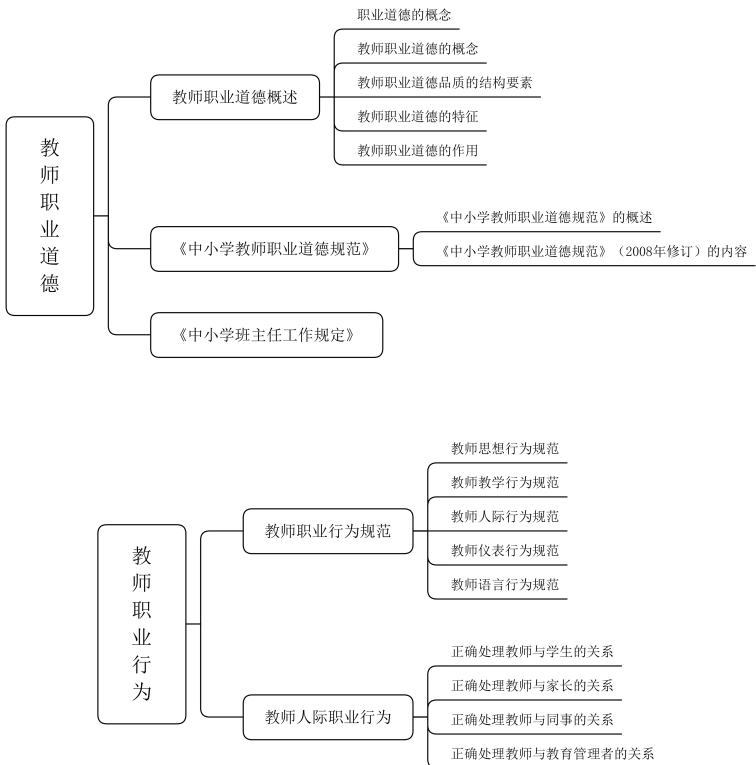 教师职业道德
教师职业道德概述
职业道德的概念
教师职业道德的概念
教师职业道德品质的结构要素
教师职业道德的特征
教师职业道德的作用
《中小学教师职业道德规范》
《中小学教师职业道德规范》的概述
《中小学教师职业道德规范》（2008年修订）的内容
《中小学班主任工作规定》
教师职业行为
教师职业行为规范
教师思想行为规范
教师教学行为规范
教师人际行为规范
教师仪表行为规范
教师语言行为规范
教师人际职业行为
正确处理教师与学生的关系
正确处理教师与家长的关系
正确处理教师与同事的关系
正确处理教师与教育管理者的关系